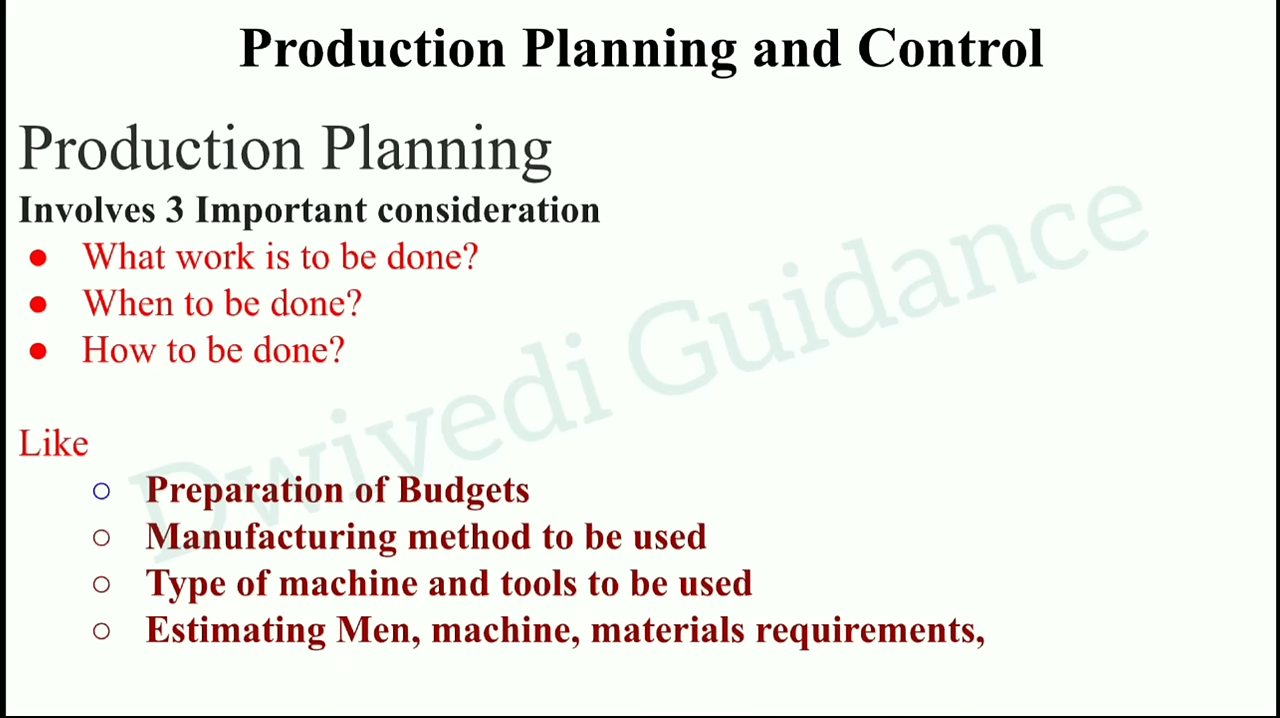 Production Planning and Control
Production Planning
Involves 3 Important consideration
● What work is to be done?
● When to be done?
● How to be done?
Like
○ Preparation of Budgets
○ Manufacturing method to be used
○ Type of machine and tools to be used
○ Estimating Men, machine, materials requirements,
Dwivedi Guidance